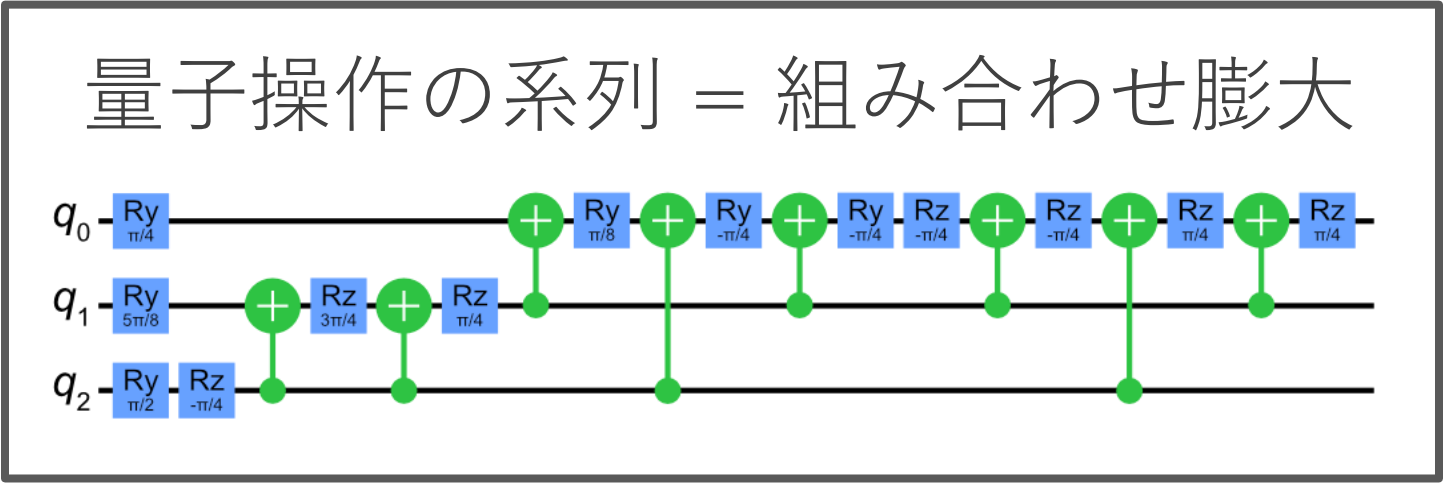 量子操作の系列 = 組み合わせ膨大
q0 Ry π/4 Ry π/8 Ry -π/4 Ry -π/4 Rz -π/4 Rz -π/4 Rz π/4 Rz π/4
q1 Ry 5π/8 Rz 3π/4 Rz π/4
q2 Ry π/2 Rz -π/4